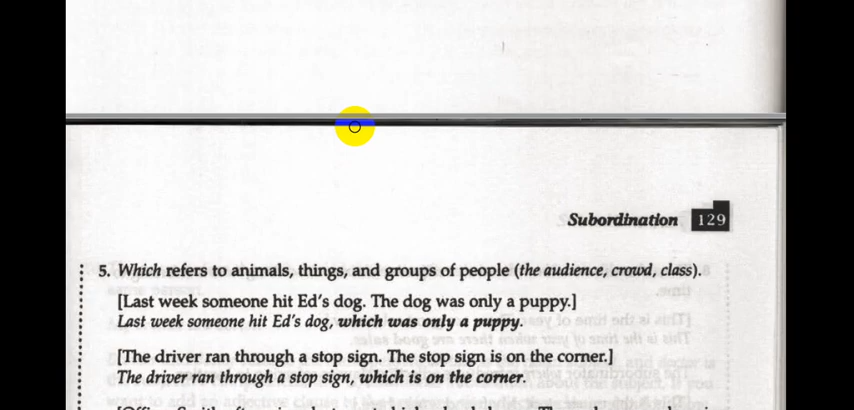 Subordination 129
5. Which refers to animals, things, and groups of people (the audience, crowd, class).
[Last week someone hit Ed's dog. The dog was only a puppy.]
Last week someone hit Ed's dog, which was only a puppy.
[The driver ran through a stop sign. The stop sign is on the corner.]
The driver ran through a stop sign, which is on the corner.